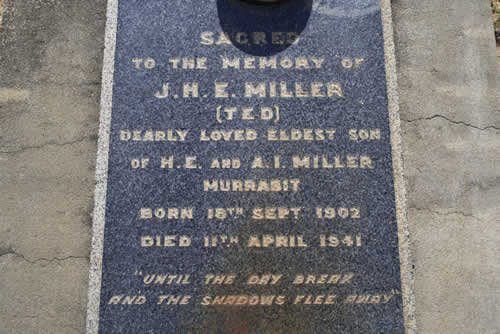 SACRED
TO THE MEMORY OF
J.H.E. MILLER
(TED)
DEARLY LOVED ELDEST SON
OF H.E. AND A.I. MILLER
MURRABIT
BORN 18TH SEPT 1902
DIED 11TH APRIL 1941
"UNTIL THE DAY BREAK
AND THE SHADOWS FLEE AWAY"